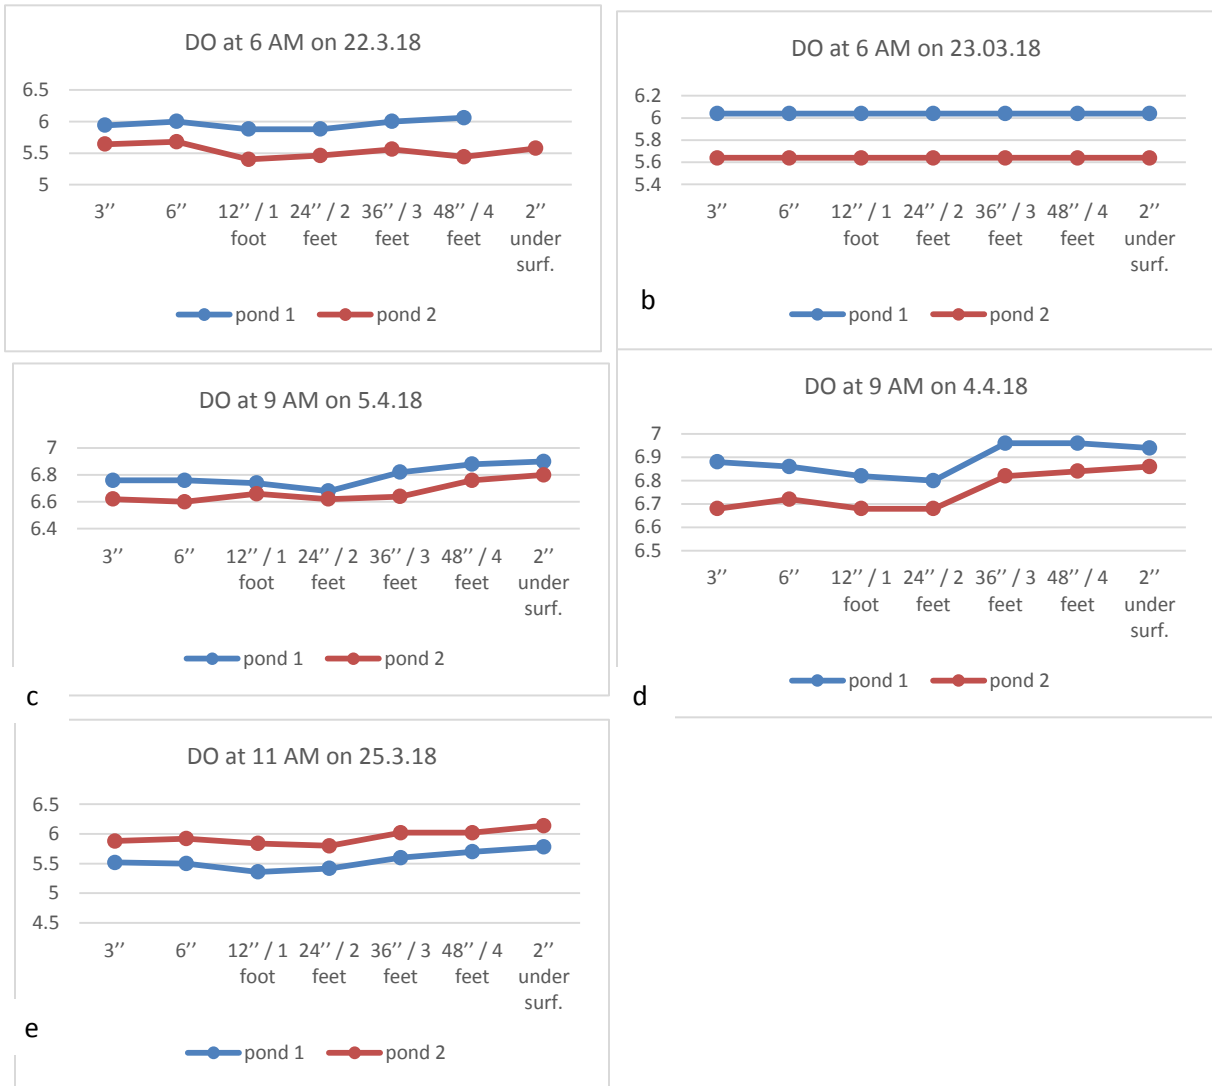 DO at 6 AM on 22.3.18
6.5
6
5.5
5
3′′ 6′′ 12′′ / 1 24′′ / 2 36′′ / 3 48′′ / 4 2′′
foot feet feet feet under
surf.
pond 1 pond 2
DO at 6 AM on 23.03.18
6.2
6
5.8
5.6
5.4
3′′ 6′′ 12′′ / 1 24′′ / 2 36′′ / 3 48′′ / 4 2′′
foot feet feet feet under
surf.
b
pond 1 pond 2
DO at 9 AM on 5.4.18
7
6.8
6.6
6.4
3′′ 6′′ 12′′ / 1 24′′ / 2 36′′ / 3 48′′ / 4 2′′
foot feet feet feet under
surf.
pond 1 pond 2
c
DO at 9 AM on 4.4.18
7
6.9
6.8
6.7
6.6
6.5
3′′ 6′′ 12′′ / 1 24′′ / 2 36′′ / 3 48′′ / 4 2′′
foot feet feet feet under
surf.
pond 1 pond 2
d
DO at 11 AM on 25.3.18
6.5
6
5.5
5
4.5
3′′ 6′′ 12′′ / 1 24′′ / 2 36′′ / 3 48′′ / 4 2′′
foot feet feet feet under
surf.
e
pond 1 pond 2